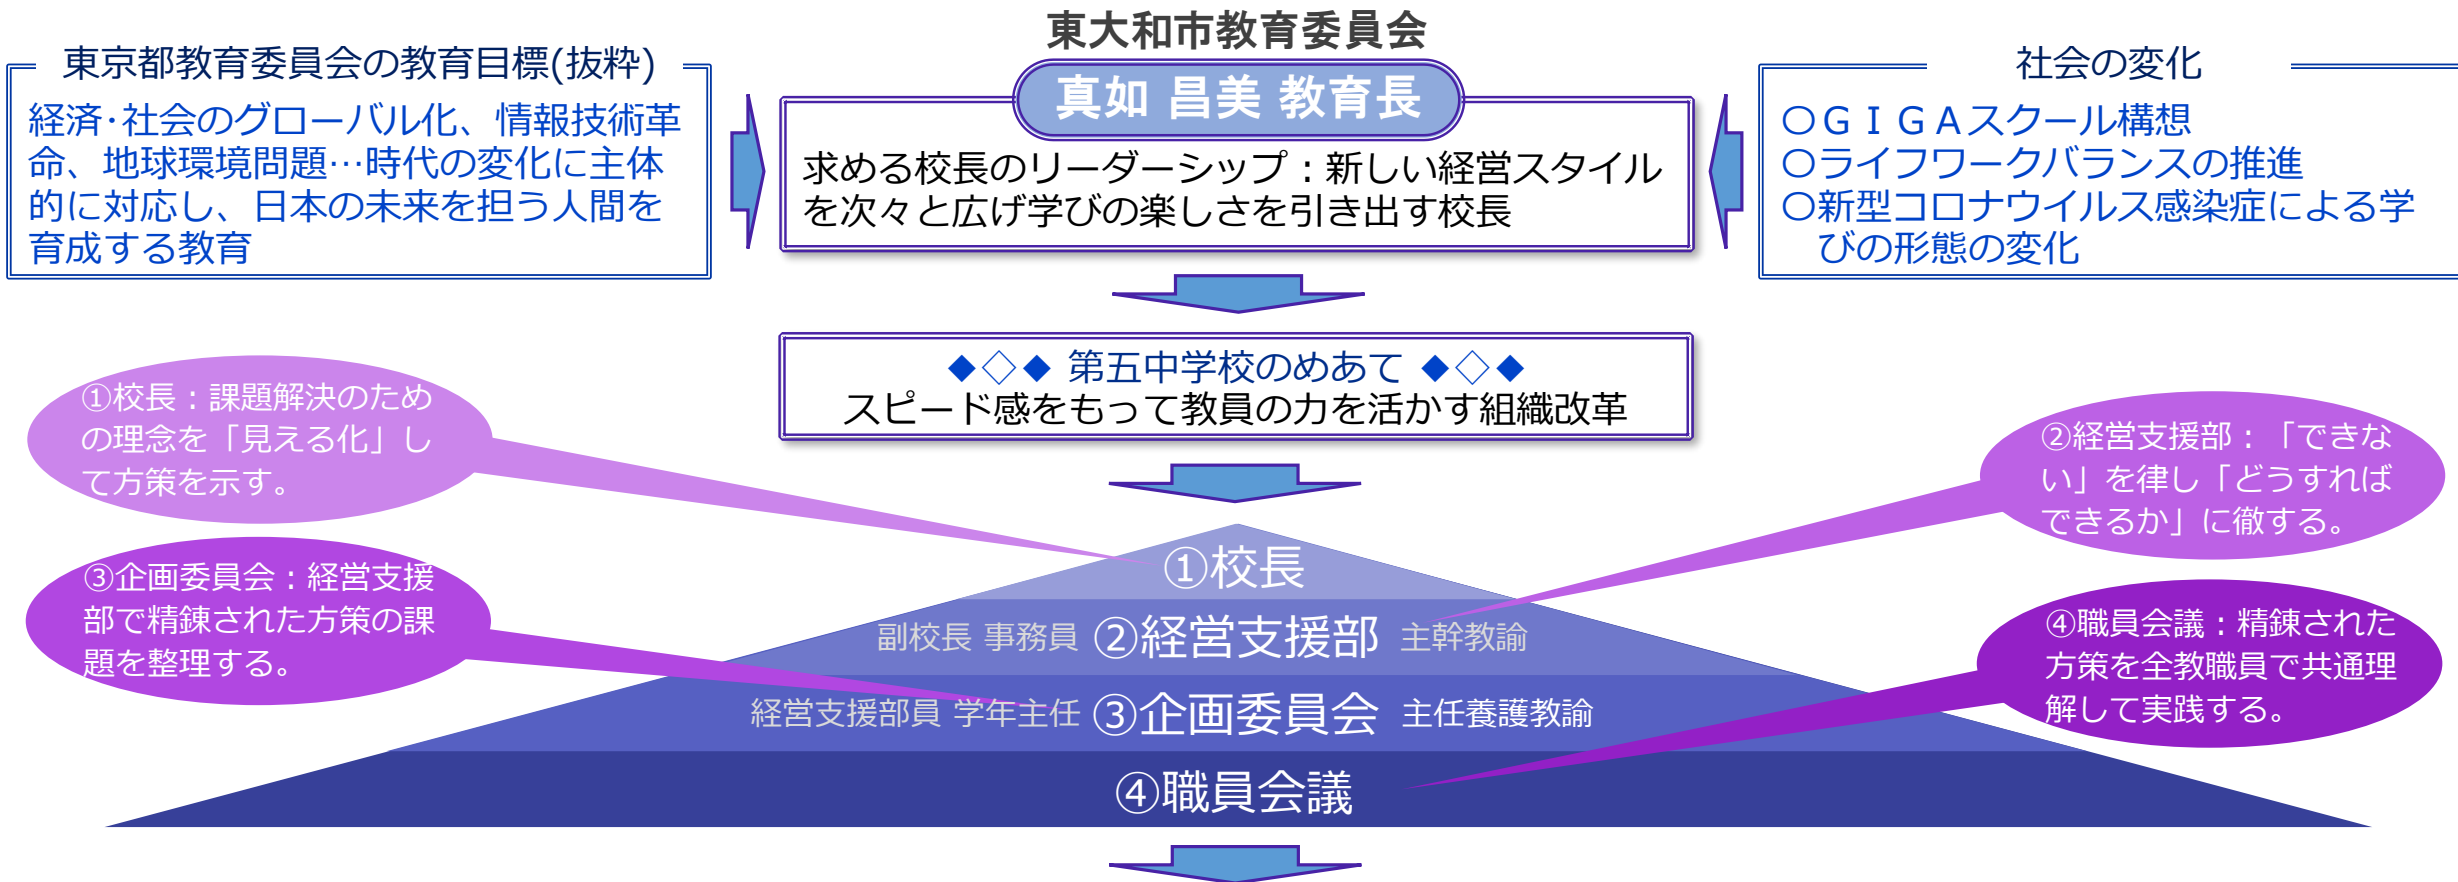 東大和市教育委員会
真如 昌美 教育長
求める校長のリーダーシップ：新しい経営スタイル
を次々と広げ学びの楽しさを引き出す校長
東京都教育委員会の教育目標(抜粋)
経済･社会のグローバル化、情報技術革
命、地球環境問題…時代の変化に主体
的に対応し、日本の未来を担う人間を
育成する教育
社会の変化
〇ＧＩＧＡスクール構想
〇ライフワークバランスの推進
〇新型コロナウイルス感染症による学
びの形態の変化
◆◇◆ 第五中学校のめあて ◆◇◆
スピード感をもって教員の力を活かす組織改革
①校長：課題解決のため
の理念を「見える化」し
て方策を示す。
②経営支援部：「できな
い」を律し「どうすれば
できるか」に徹する。
③企画委員会：経営支援
部で精錬された方策の課
題を整理する。
④職員会議：精錬された
方策を全教職員で共通理
解して実践する。
①校長
副校長 事務員 ②経営支援部 主幹教諭
経営支援部員 学年主任 ③企画委員会 主任養護教諭
④職員会議